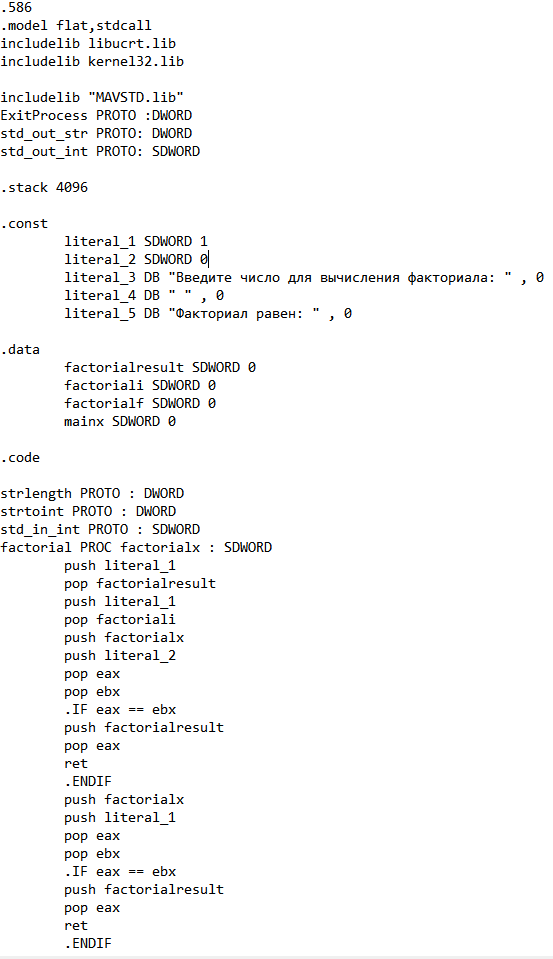 .586
.model flat,stdcall
includelib libucrt.lib
includelib kernel32.lib
includelib "MAVSTD.lib"
ExitProcess PROTO :DWORD
std_out_str PROTO: DWORD
std_out_int PROTO: SDWORD
.stack 4096
.const
literal_1 SDWORD 1
literal_2 SDWORD 0
literal_3 DB "Введите число для вычисления факториала: " , 0
literal_4 DB " " , 0
literal_5 DB "Факториал равен: " , 0
.data
factorialresult SDWORD 0
factoriali SDWORD 0
factorialf SDWORD 0
mainx SDWORD 0
.code
strlength PROTO : DWORD
strtoint PROTO : DWORD
std_in_int PROTO : SDWORD
factorial PROC factorialx : SDWORD
push literal_1
pop factorialresult
push literal_1
pop factoriali
push factorialx
push literal_2
pop eax
pop ebx
.IF eax == ebx
push factorialresult
pop eax
ret
.ENDIF
push factorialx
push literal_1
pop eax
pop ebx
.IF eax == ebx
push factorialresult
pop eax
ret
.ENDIF